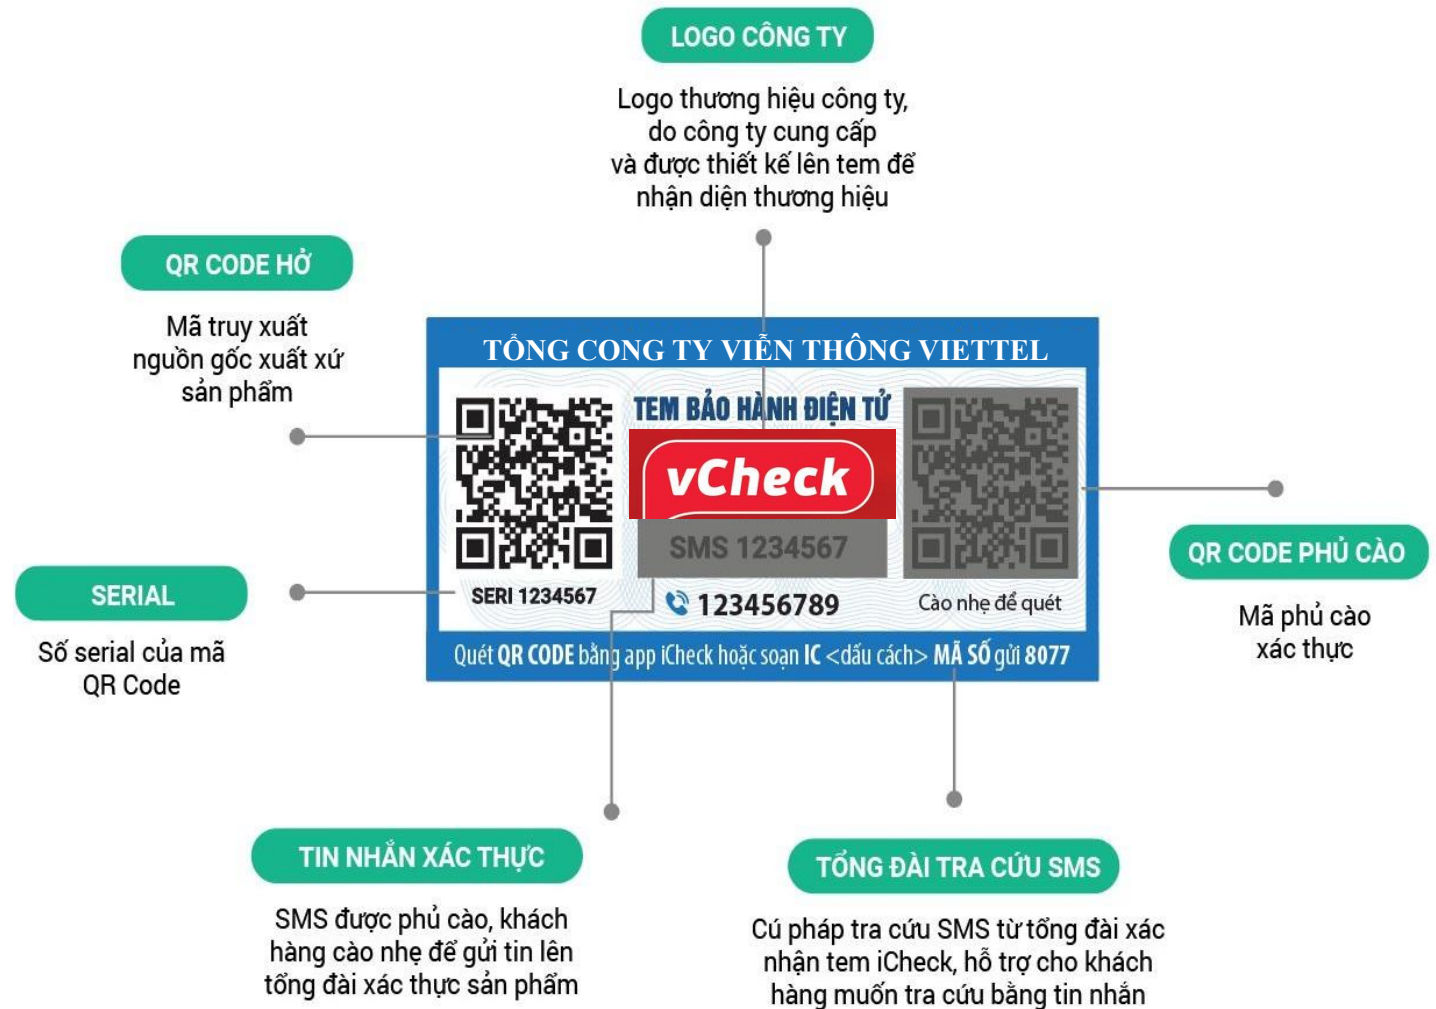 LOGO CÔNG TY
Logo thương hiệu công ty,
do công ty cung cấp
và được thiết kế lên tem để
nhận diện thương hiệu
QR CODE HỞ
Mã truy xuất
nguồn gốc xuất xứ
sản phẩm
TỔNG CONG TY VIỄN THÔNG VIETTEL
TEM BẢO HÀNH ĐIỆN TỬ
vCheck
SMS 1234567
SERI 1234567
123456789
Cào nhẹ để quét
Quét QR CODE bằng app iCheck hoặc soạn IC <dấu cách> MÃ SỐ gửi 8077
QR CODE PHỦ CÀO
Mã phủ cào
xác thực
SERIAL
Số serial của mã
QR Code
TIN NHẮN XÁC THỰC
SMS được phủ cào, khách
hàng cào nhẹ để gửi tin lên
tổng đài xác thực sản phẩm
TỔNG ĐÀI TRA CỨU SMS
Cú pháp tra cứu SMS từ tổng đài xác
nhận tem iCheck, hỗ trợ cho khách
hàng muốn tra cứu bằng tin nhắn